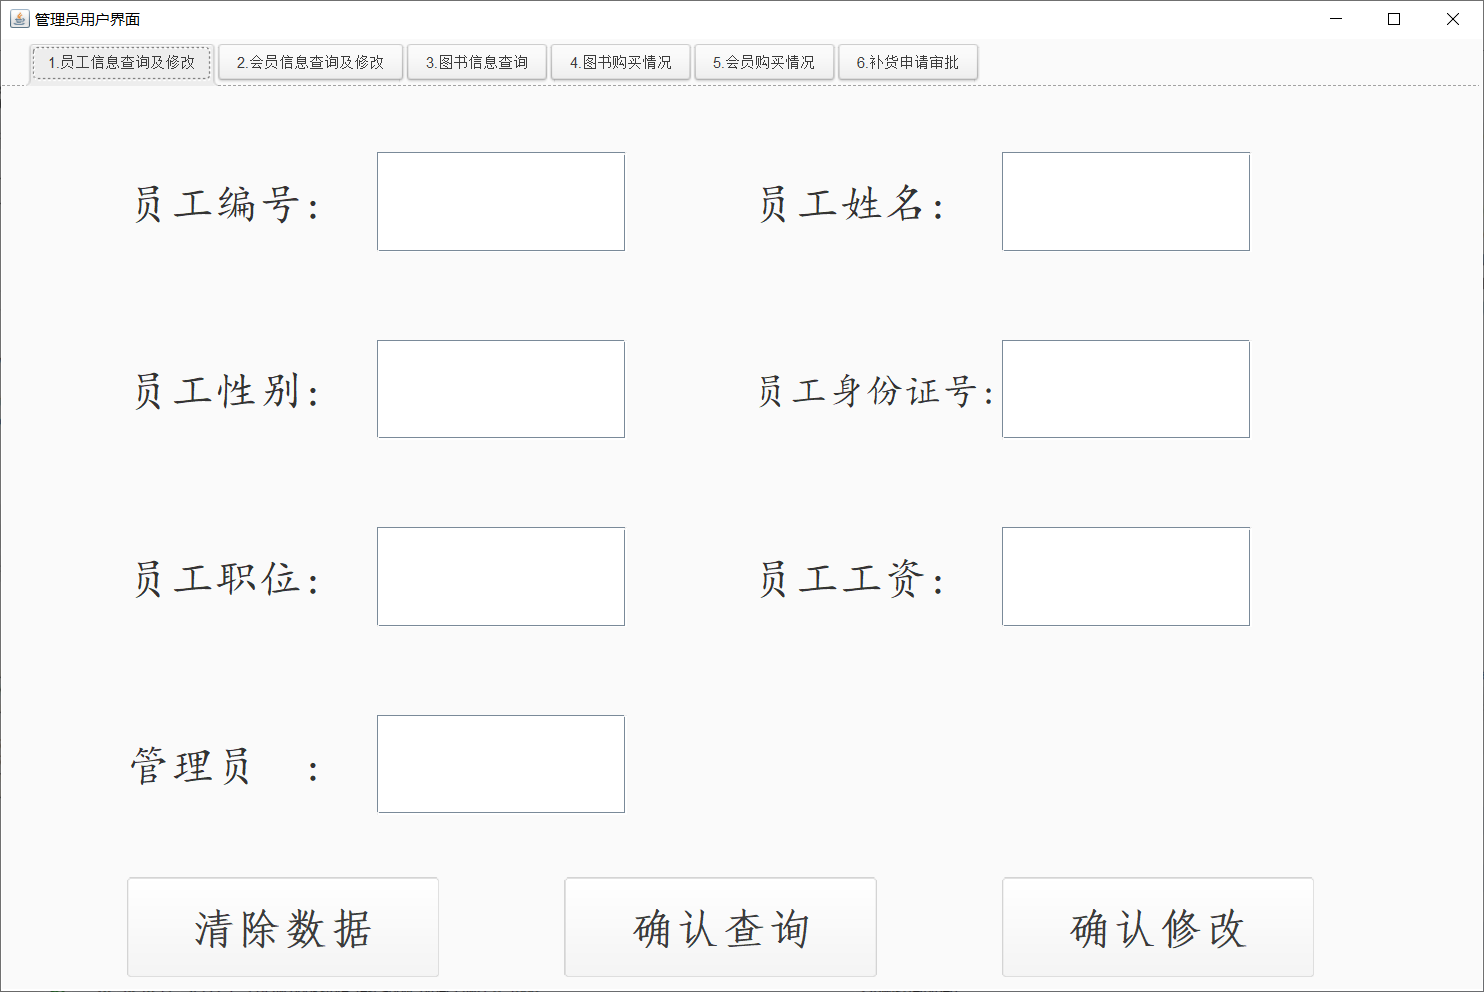 管理员用户界面
1.员工信息查询及修改 2.会员信息查询及修改 3.图书信息查询 4.图书购买情况 5.会员购买情况 6.补货申请审批
员工编号： 员工姓名：
员工性别： 员工身份证号：
员工职位： 员工工资：
管理员　：
清除数据 确认查询 确认修改